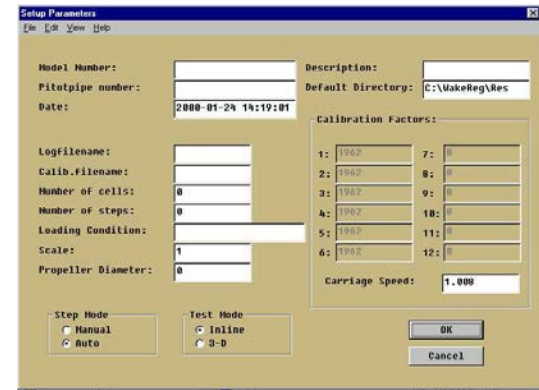 Setup Parameters
File Edit View Help
Model Number:
Pitotpipe number:
Date: 2000-01-24 14:19:01
Description:
Default Directory: C:\WakeReg\Res
Logfilename:
Calib.filename:
Number of cells: 0
Number of steps: 0
Loading Condition:
Scale: 1
Propeller Diameter: 0
Calibration Factors:
1: 1962 7: 0
2: 1962 8: 0
3: 1962 9: 0
4: 1962 10: 0
5: 1962 11: 0
6: 1962 12: 0
Carriage Speed: 1.000
Step Mode
Manual
Auto
Test Mode
Inline
3-D
OK
Cancel